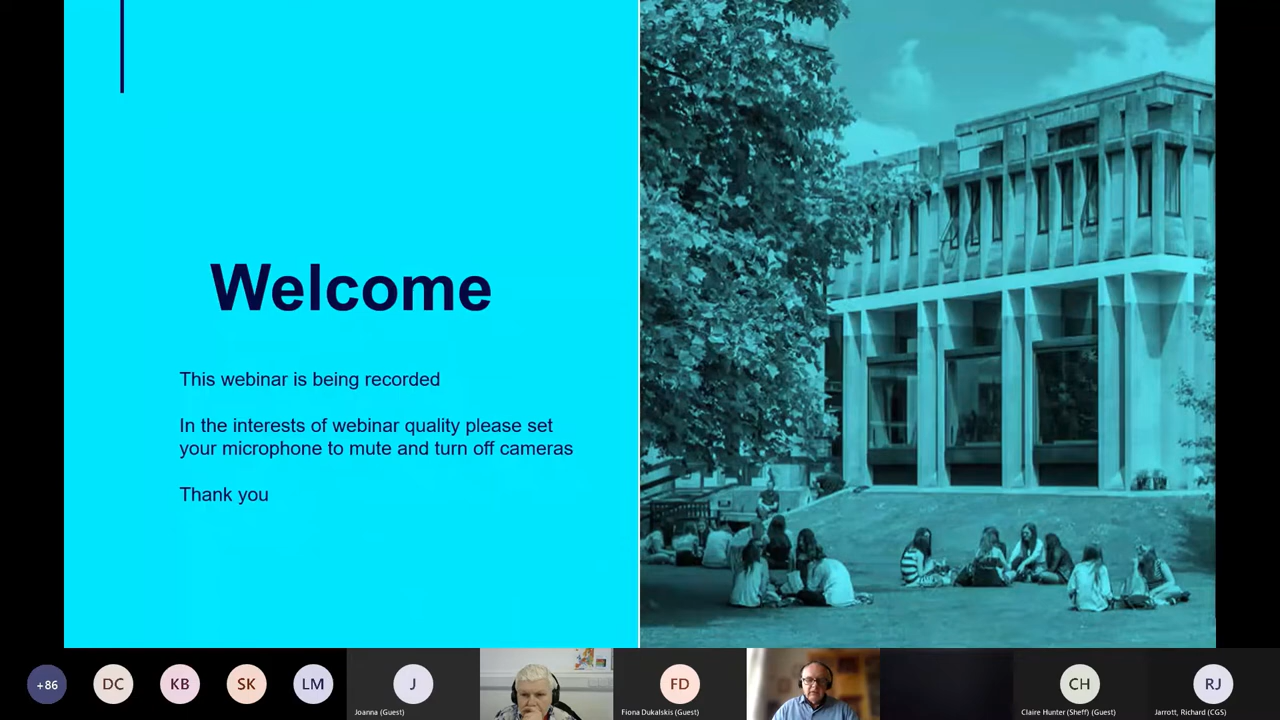 Welcome
This webinar is being recorded
In the interests of webinar quality please set
your microphone to mute and turn off cameras
Thank you
+86
DC
KB
SK
LM
J
FD
CH
RJ
Joanna (Guest)
Fiona Dukalskis (Guest)
Claire Hunter (Sheff) (Guest)
Jarrott, Richard (CGS)